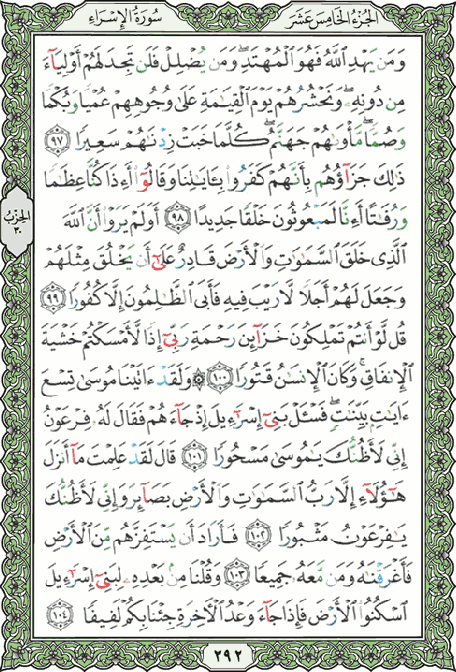 الجزء الخامس عشر
سورة الإسراء
وَمَن يَهْدِ ٱللَّهُ فَهُوَ ٱلْمُهْتَدِ ۖ وَمَن يُضْلِلْ فَلَن تَجِدَ لَهُمْ أَوْلِيَآءَ
مِن دُونِهِۦ ۖ وَنَحْشُرُهُمْ يَوْمَ ٱلْقِيَٰمَةِ عَلَىٰ وُجُوهِهِمْ عُمْيًا وَبُكْمًا
وَصُمًّا ۖ مَّأْوَىٰهُمْ جَهَنَّمُ ۖ كُلَّمَا خَبَتْ زِدْنَٰهُمْ سَعِيرًا ٩٧
ذَٰلِكَ جَزَآؤُهُم بِأَنَّهُمْ كَفَرُوا۟ بِـَٔايَٰتِنَا وَقَالُوٓا۟ أَءِذَا كُنَّا عِظَٰمًا
وَرُفَٰتًا أَءِنَّا لَمَبْعُوثُونَ خَلْقًا جَدِيدًا ٩٨ أَوَلَمْ يَرَوْا۟ أَنَّ ٱللَّهَ
ٱلَّذِى خَلَقَ ٱلسَّمَٰوَٰتِ وَٱلْأَرْضَ قَادِرٌ عَلَىٰٓ أَن يَخْلُقَ مِثْلَهُمْ
وَجَعَلَ لَهُمْ أَجَلًا لَّا رَيْبَ فِيهِ فَأَبَى ٱلظَّٰلِمُونَ إِلَّا كُفُورًا ٩٩
قُل لَّوْ أَنتُمْ تَمْلِكُونَ خَزَآئِنَ رَحْمَةِ رَبِّىٓ إِذًا لَّأَمْسَكْتُمْ خَشْيَةَ
ٱلْإِنفَاقِ ۚ وَكَانَ ٱلْإِنسَٰنُ قَتُورًا ١٠٠ ۞ وَلَقَدْ ءَاتَيْنَا مُوسَىٰ تِسْعَ
ءَايَٰتٍۭ بَيِّنَٰتٍ ۖ فَسْـَٔلْ بَنِىٓ إِسْرَٰٓءِيلَ إِذْ جَآءَهُمْ فَقَالَ لَهُۥ فِرْعَوْنُ
إِنِّى لَأَظُنُّكَ يَٰمُوسَىٰ مَسْحُورًا ١٠١ قَالَ لَقَدْ عَلِمْتَ مَآ أَنزَلَ
هَٰٓؤُلَآءِ إِلَّا رَبُّ ٱلسَّمَٰوَٰتِ وَٱلْأَرْضِ بَصَآئِرَ وَإِنِّى لَأَظُنُّكَ
يَٰفِرْعَوْنُ مَثْبُورًا ١٠٢ فَأَرَادَ أَن يَسْتَفِزَّهُم مِّنَ ٱلْأَرْضِ
فَأَغْرَقْنَٰهُ وَمَن مَّعَهُۥ جَمِيعًا ١٠٣ وَقُلْنَا مِنۢ بَعْدِهِۦ لِبَنِىٓ إِسْرَٰٓءِيلَ
ٱسْكُنُوا۟ ٱلْأَرْضَ فَإِذَا جَآءَ وَعْدُ ٱلْآخِرَةِ جِئْنَا بِكُمْ لَفِيفًا ١٠٤
الحزب
٣٠
٢٩٢